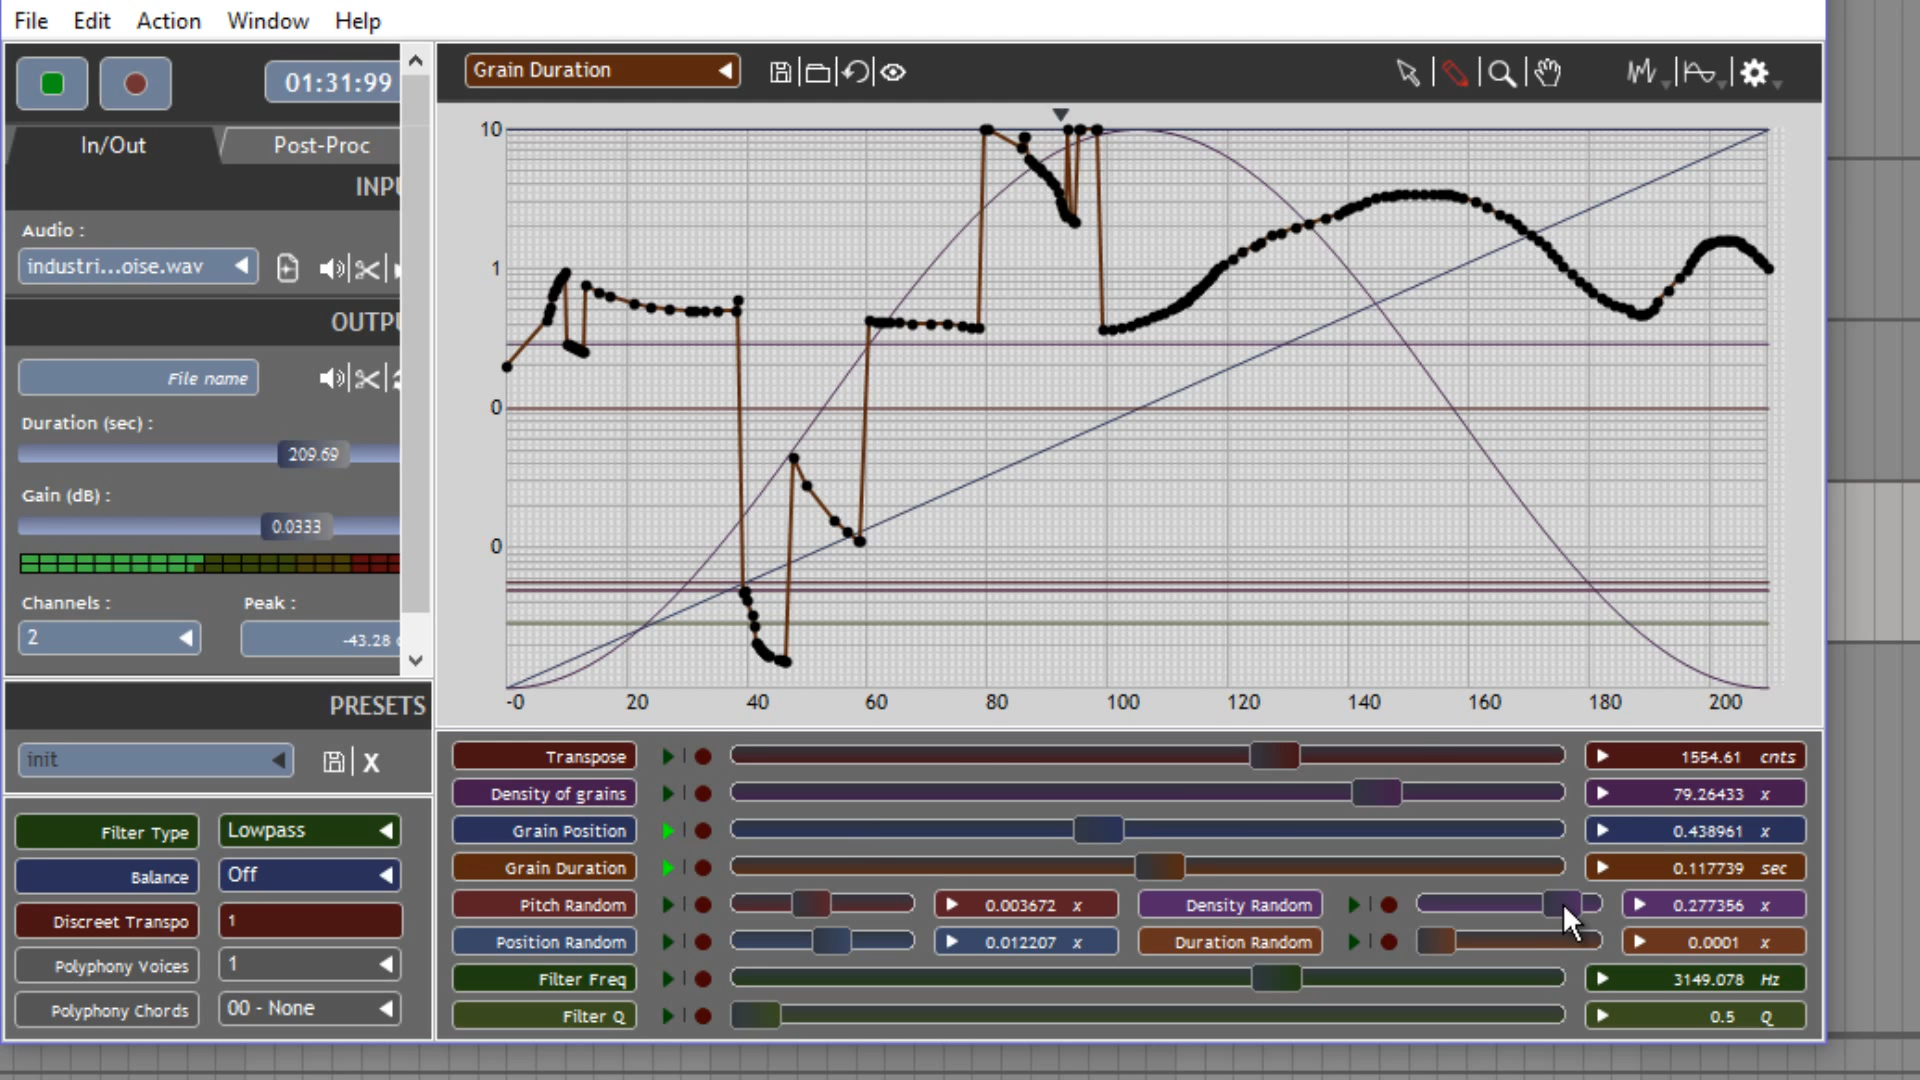 File Edit Action Window Help
01:31:99
Grain Duration
In/Out Post-Proc
INPU
Audio :
industri...oise.wav
OUTPU
File name
Duration (sec) :
209.69
Gain (dB) :
0.0333
Channels : Peak :
2 -43.28
PRESETS
init X
Filter Type Lowpass
Balance Off
Discreet Transpo 1
Polyphony Voices 1
Polyphony Chords 00 - None
10
1
0
0
-0 20 40 60 80 100 120 140 160 180 200
Transpose 1554.61 cnts
Density of grains 79.26433 x
Grain Position 0.438961 x
Grain Duration 0.117739 sec
Pitch Random 0.003672 x Density Random 0.277356 x
Position Random 0.012207 x Duration Random 0.0001 x
Filter Freq 3149.078 Hz
Filter Q 0.5 Q